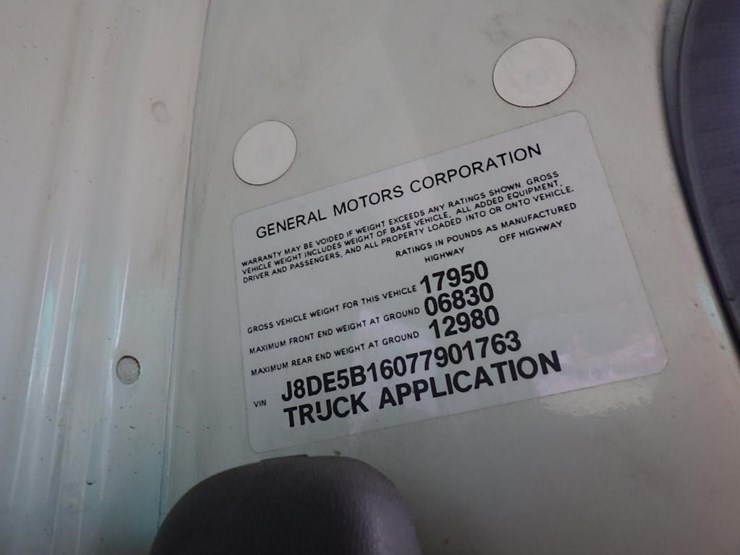 GENERAL MOTORS CORPORATION
WARRANTY MAY BE VOIDED IF WEIGHT EXCEEDS ANY RATINGS SHOWN GROSS
VEHICLE WEIGHT INCLUDES WEIGHT OF BASE VEHICLE, ALL ADDED EQUIPMENT,
DRIVER AND PASSENGERS, AND ALL PROPERTY LOADED INTO OR ONTO VEHICLE.
RATINGS IN POUNDS AS MANUFACTURED
HIGHWAY OFF HIGHWAY
GROSS VEHICLE WEIGHT FOR THIS VEHICLE 17950
MAXIMUM FRONT END WEIGHT AT GROUND 06830
MAXIMUM REAR END WEIGHT AT GROUND 12980
VIN J8DE5B16077901763
TRUCK APPLICATION